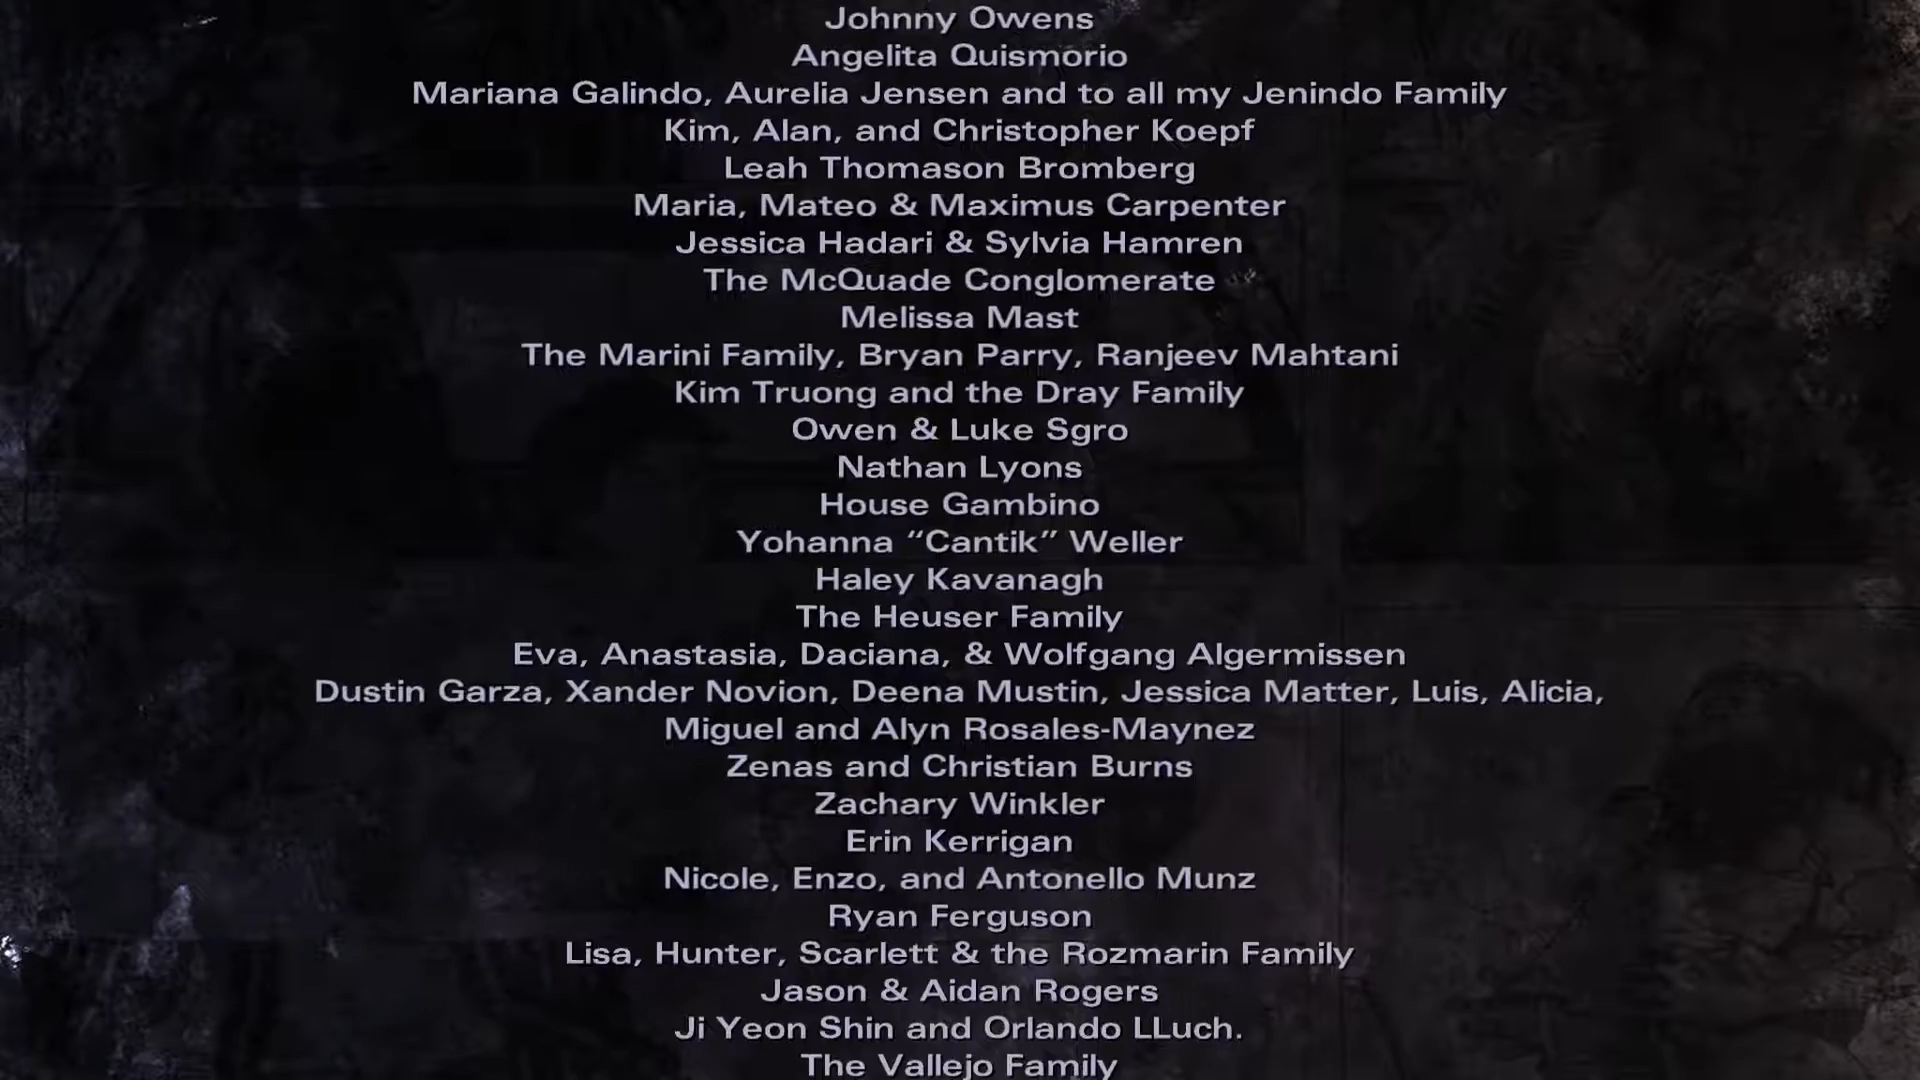 Johnny Owens
Angelita Quismorio
Mariana Galindo, Aurelia Jensen and to all my Jenindo Family
Kim, Alan, and Christopher Koepf
Leah Thomason Bromberg
Maria, Mateo & Maximus Carpenter
Jessica Hadari & Sylvia Hamren
The McQuade Conglomerate
Melissa Mast
The Marini Family, Bryan Parry, Ranjeev Mahtani
Kim Truong and the Dray Family
Owen & Luke Sgro
Nathan Lyons
House Gambino
Yohanna “Cantik” Weller
Haley Kavanagh
The Heuser Family
Eva, Anastasia, Daciana, & Wolfgang Algermissen
Dustin Garza, Xander Novion, Deena Mustin, Jessica Matter, Luis, Alicia,
Miguel and Alyn Rosales-Maynez
Zenas and Christian Burns
Zachary Winkler
Erin Kerrigan
Nicole, Enzo, and Antonello Munz
Ryan Ferguson
Lisa, Hunter, Scarlett & the Rozmarin Family
Jason & Aidan Rogers
Ji Yeon Shin and Orlando LLuch.
The Vallejo Family